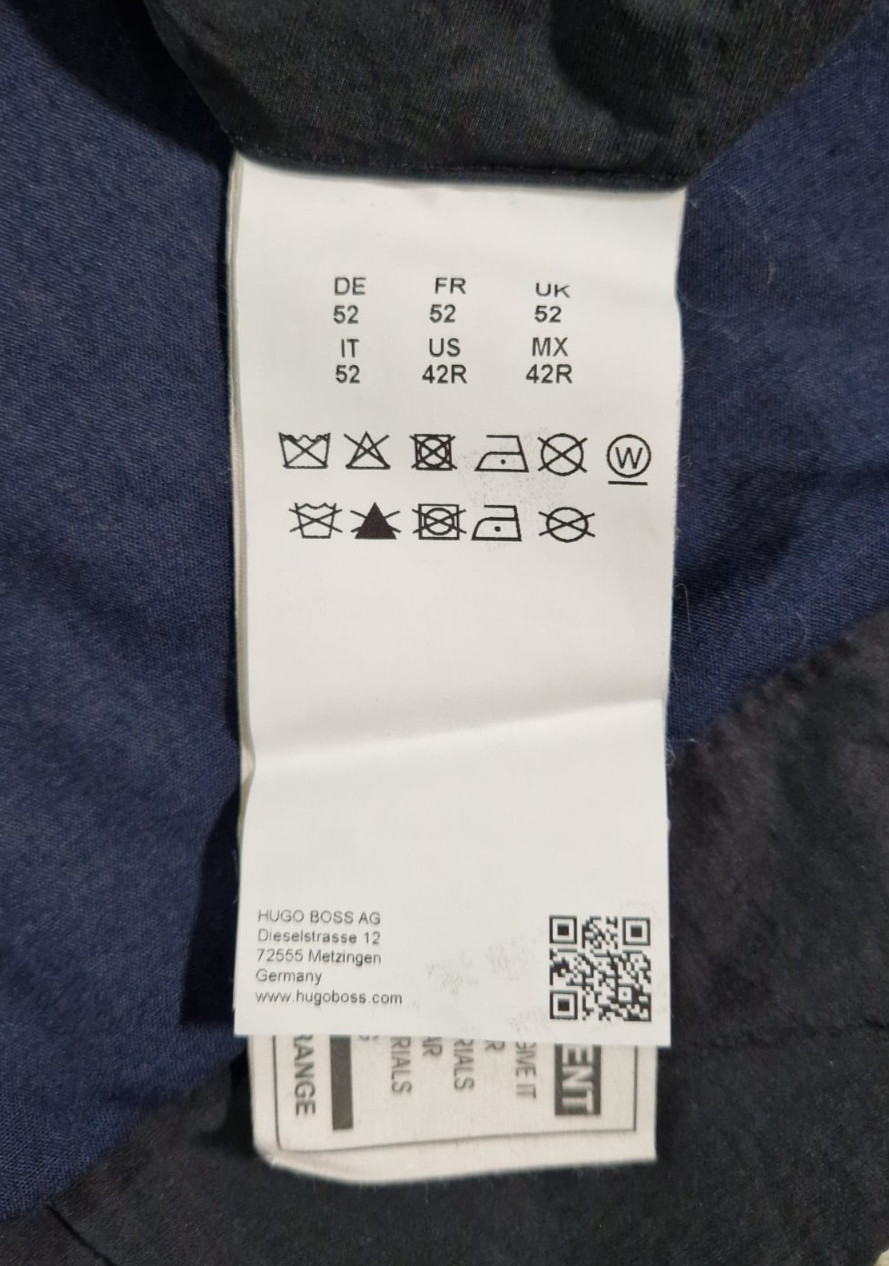 DE FR UK
52 52 52
IT US MX
52 42R 42R
W
HUGO BOSS AG
Dieselstrasse 12
72555 Metzingen
Germany
www.hugoboss.com